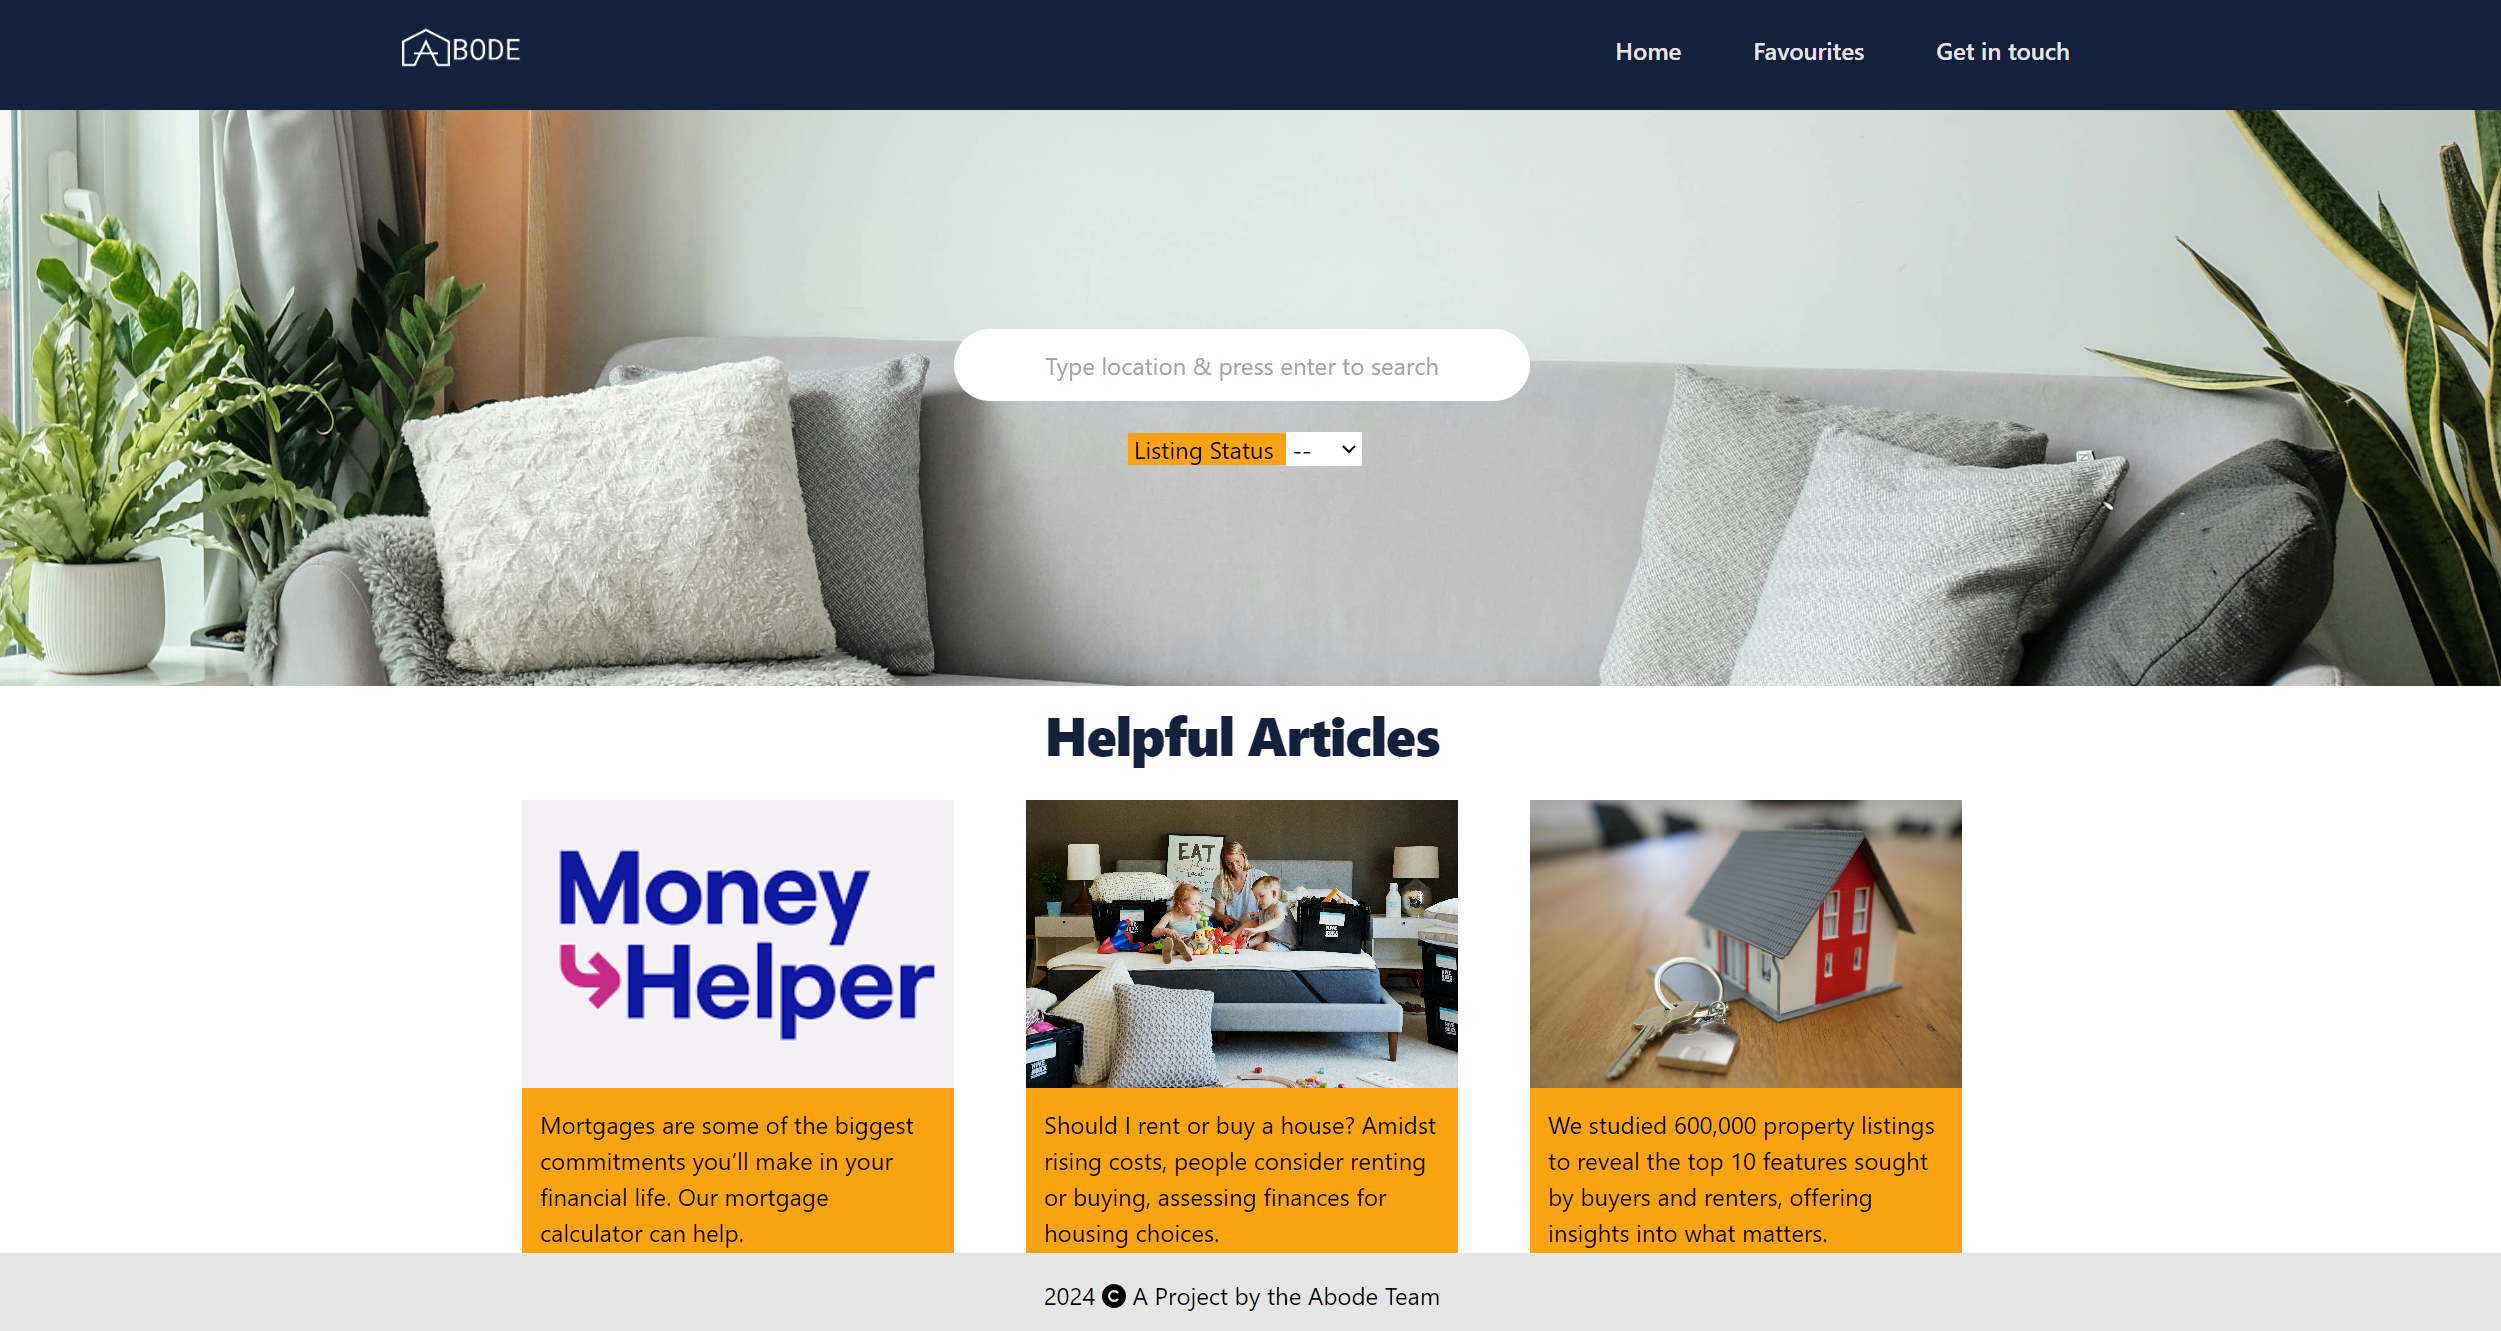 ABODE
Home
Favourites
Get in touch
Type location & press enter to search
Listing Status
--
Helpful Articles
Money
Helper
EAT
Mortgages are some of the biggest
commitments you’ll make in your
financial life. Our mortgage
calculator can help.
Should I rent or buy a house? Amidst
rising costs, people consider renting
or buying, assessing finances for
housing choices.
We studied 600,000 property listings
to reveal the top 10 features sought
by buyers and renters, offering
insights into what matters.
2024 © A Project by the Abode Team